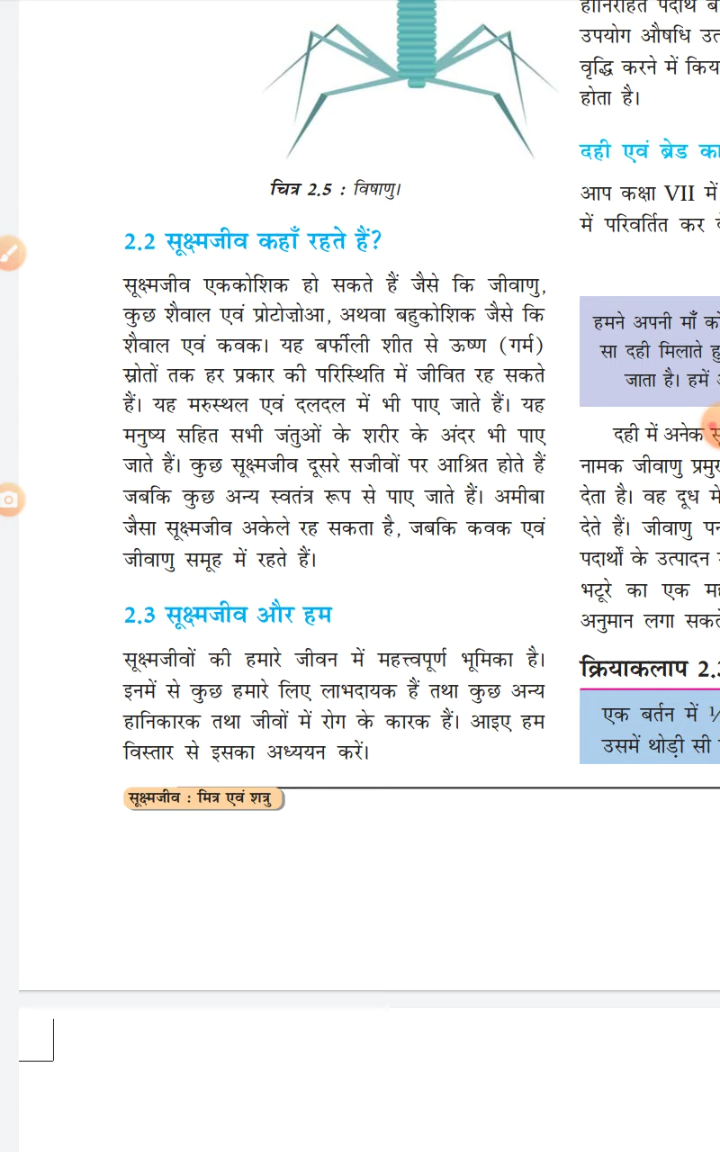 चित्र 2.5 : विषाणु।
2.2 सूक्ष्मजीव कहाँ रहते हैं?
सूक्ष्मजीव एककोशिक हो सकते हैं जैसे कि जीवाणु,
कुछ शैवाल एवं प्रोटोज़ोआ, अथवा बहुकोशिक जैसे कि
शैवाल एवं कवक। यह बर्फीली शीत से ऊष्ण (गर्म)
स्रोतों तक हर प्रकार की परिस्थिति में जीवित रह सकते
हैं। यह मरुस्थल एवं दलदल में भी पाए जाते हैं। यह
मनुष्य सहित सभी जंतुओं के शरीर के अंदर भी पाए
जाते हैं। कुछ सूक्ष्मजीव दूसरे सजीवों पर आश्रित होते हैं
जबकि कुछ अन्य स्वतंत्र रूप से पाए जाते हैं। अमीबा
जैसा सूक्ष्मजीव अकेले रह सकता है, जबकि कवक एवं
जीवाणु समूह में रहते हैं।
2.3 सूक्ष्मजीव और हम
सूक्ष्मजीवों की हमारे जीवन में महत्त्वपूर्ण भूमिका है।
इनमें से कुछ हमारे लिए लाभदायक हैं तथा कुछ अन्य
हानिकारक तथा जीवों में रोग के कारक हैं। आइए हम
विस्तार से इसका अध्ययन करें।
सूक्ष्मजीव : मित्र एवं शत्रु
हानिरहित पदार्थ
उपयोग औषधि
वृद्धि करने में
होता है।
दही एवं ब्रेड
आप कक्षा VII में
में परिवर्तित कर
हमने अपनी माँ
सा दही मिलाते
जाता है। हमें
दही में अनेक
नामक जीवाणु
देता है। वह दूध
देते हैं। जीवाणु
पदार्थों के उत्पादन
भटूरे का एक
अनुमान लगा
क्रियाकलाप 2.3
एक बर्तन में
उसमें थोड़ी सी